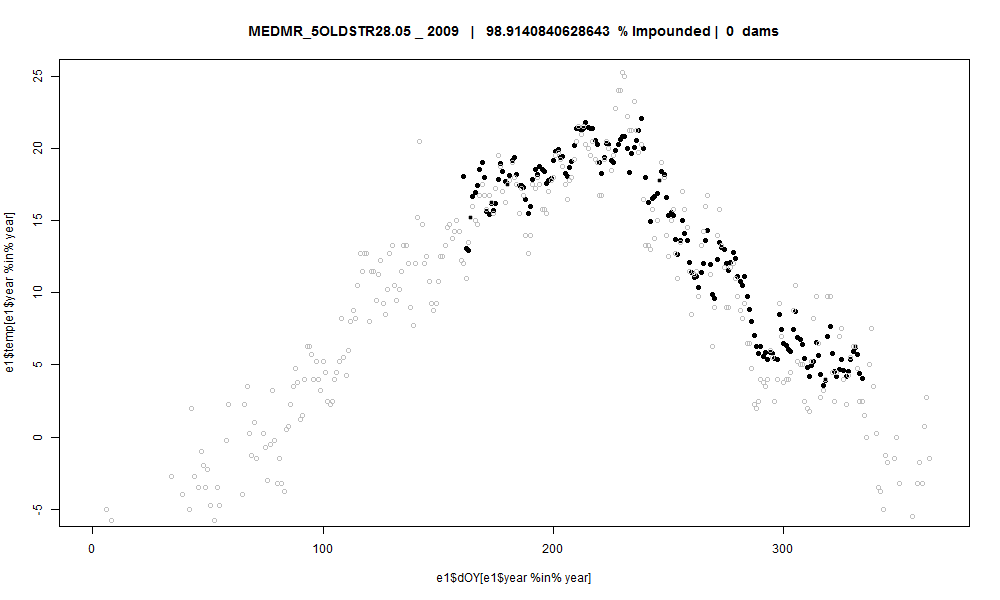 MEDMR_5OLDSTR28.05 _ 2009 | 98.9140840628643 % Impounded | 0 dams
25
20
15
10
5
0
-5
e1$temp[e1$year %in% year]
0 100 200 300
e1$dOY[e1$year %in% year]